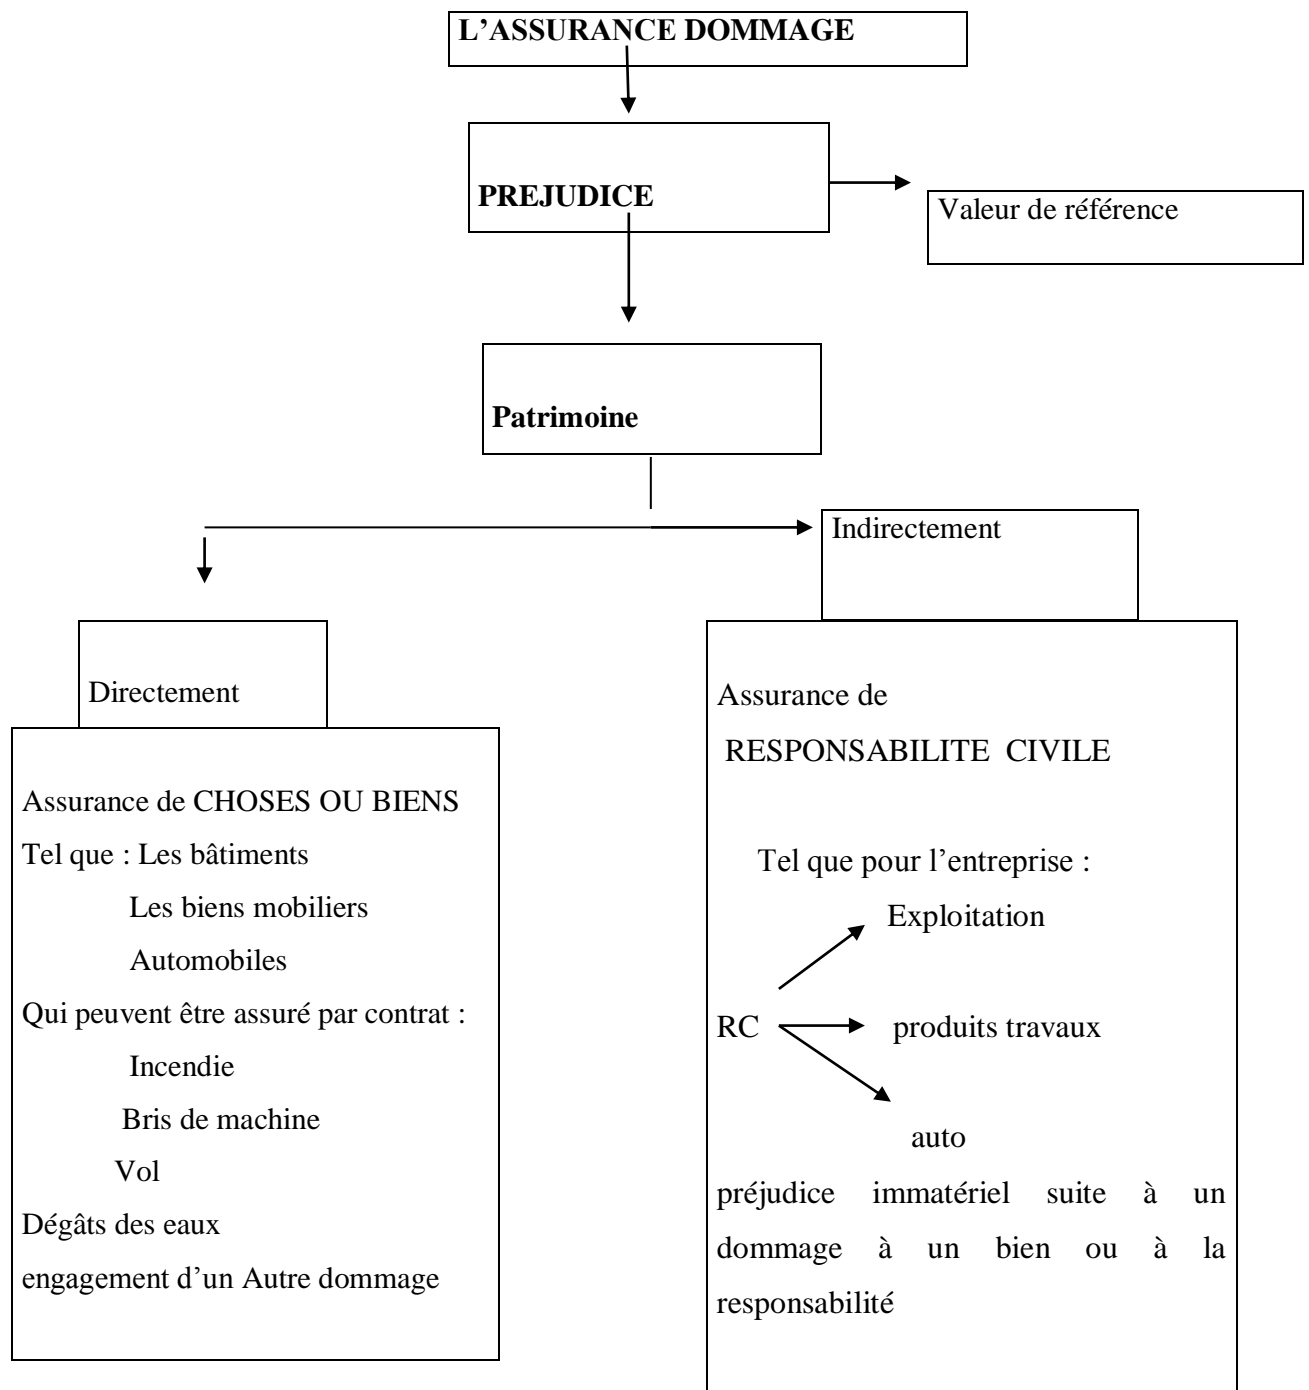 L’ASSURANCE DOMMAGE
PREJUDICE
Valeur de référence
Patrimoine
Indirectement
Directement
Assurance de CHOSES OU BIENS
Tel que : Les bâtiments
Les biens mobiliers
Automobiles
Qui peuvent être assuré par contrat :
Incendie
Bris de machine
Vol
Dégâts des eaux
engagement d’un Autre dommage
Assurance de
RESPONSABILITE CIVILE
Tel que pour l’entreprise :
Exploitation
RC produits travaux
auto
préjudice immatériel suite à un
dommage à un bien ou à la
responsabilité